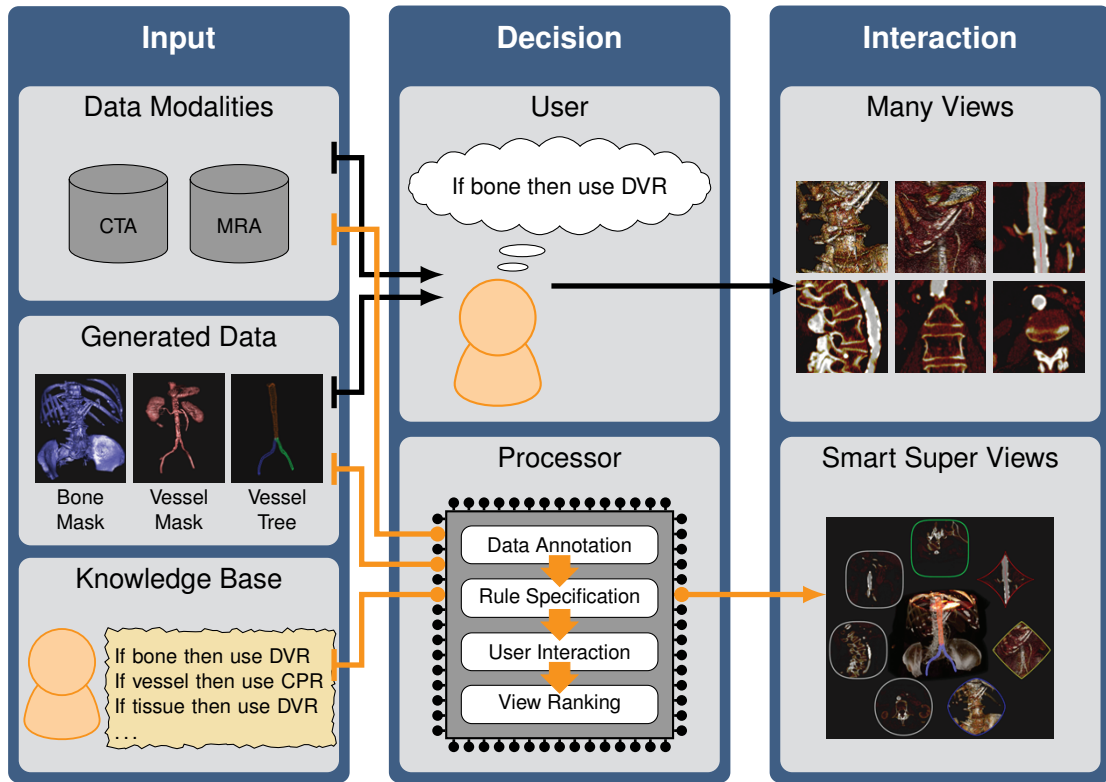 Input
Data Modalities
CTA
MRA
Generated Data
Bone
Mask
Vessel
Mask
Vessel
Tree
Knowledge Base
If bone then use DVR
If vessel then use CPR
If tissue then use DVR
. . .
Decision
User
If bone then use DVR
Processor
Data Annotation
Rule Specification
User Interaction
View Ranking
Interaction
Many Views
Smart Super Views